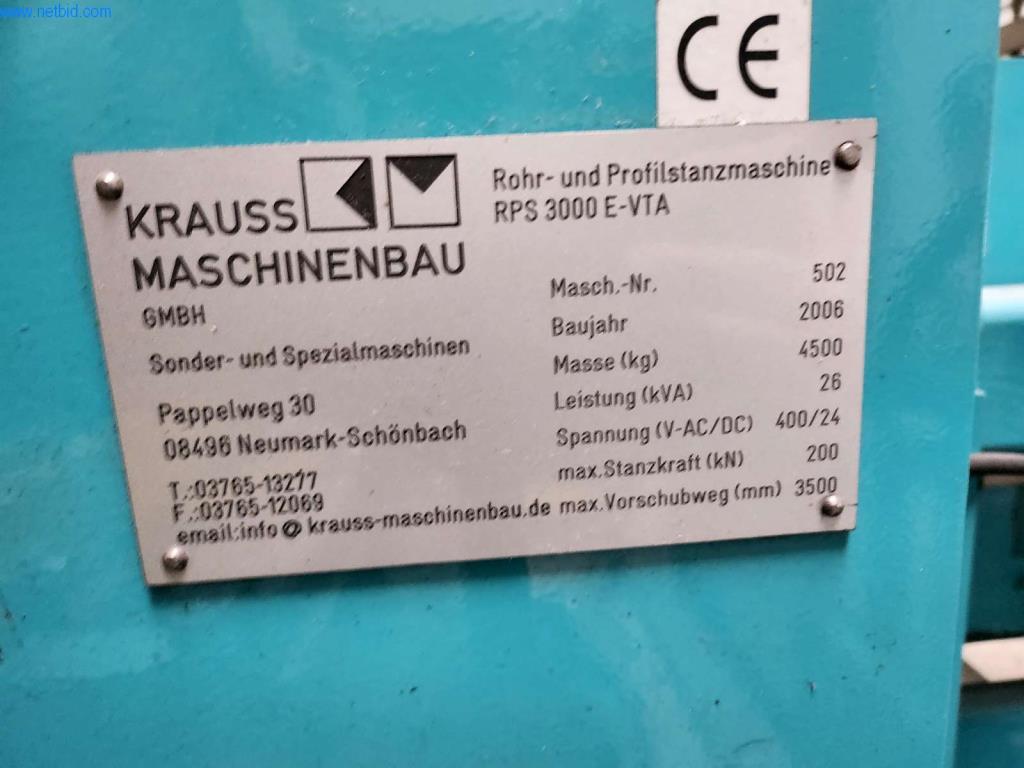 www.netbid.com
CE
KRAUSS
MASCHINENBAU
GMBH
Sonder- und Spezialmaschinen
Pappelweg 30
08496 Neumark-Schönbach
T.:03765-13277
F.:03765-12069
email:info@krauss-maschinenbau.de
Rohr- und Profilstanzmaschine
RPS 3000 E-VTA
Masch.-Nr. 502
Baujahr 2006
Masse (kg) 4500
Leistung (kVA) 26
Spannung (V-AC/DC) 400/24
max.Stanzkraft (kN) 200
max.Vorschubweg (mm) 3500